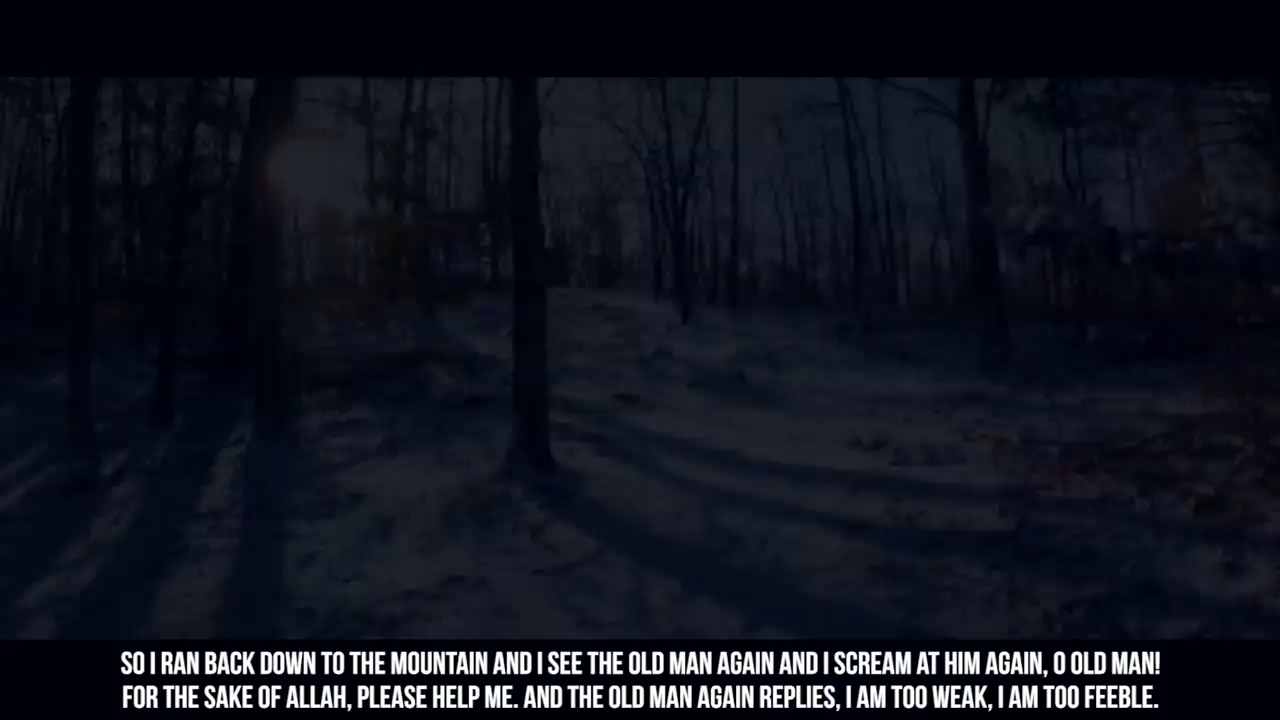 SO I RAN BACK DOWN TO THE MOUNTAIN AND I SEE THE OLD MAN AGAIN AND I SCREAM AT HIM AGAIN, O OLD MAN!
FOR THE SAKE OF ALLAH, PLEASE HELP ME. AND THE OLD MAN AGAIN REPLIES, I AM TOO WEAK, I AM TOO FEEBLE.